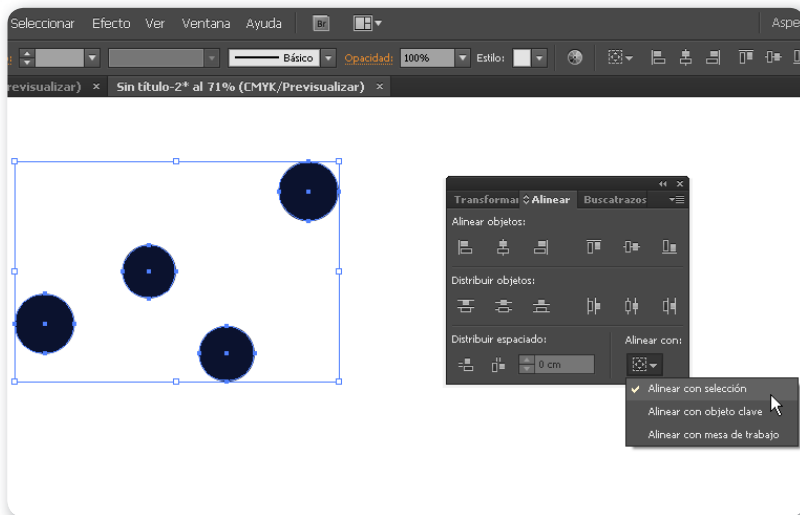 Seleccionar Efecto Ver Ventana Ayuda Br
Básico Opacidad: 100% Estilo:
Previsualizar) × Sin título-2* al 71% (CMYK/Previsualizar) ×
Transformar Alinear Buscatrazos
Alinear objetos:
Distribuir objetos:
Distribuir espaciado: Alinear con:
0 cm
Alinear con selección
Alinear con objeto clave
Alinear con mesa de trabajo